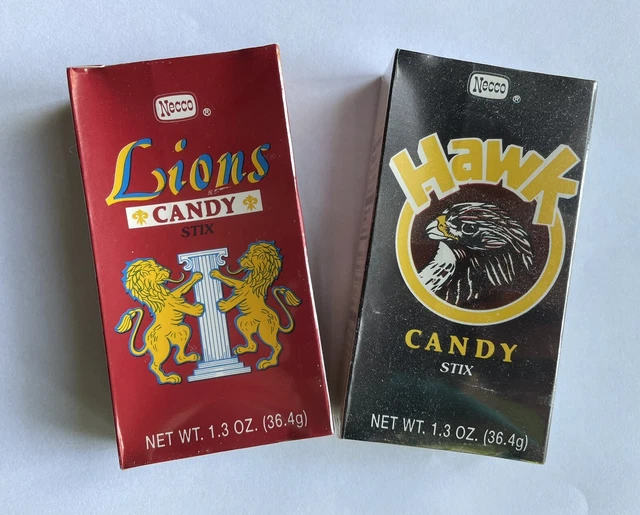 Necco ®
Lions
CANDY
STIX
NET WT. 1.3 OZ. (36.4g)
Necco ®
Hawk
CANDY
STIX
NET WT. 1.3 OZ. (36.4g)